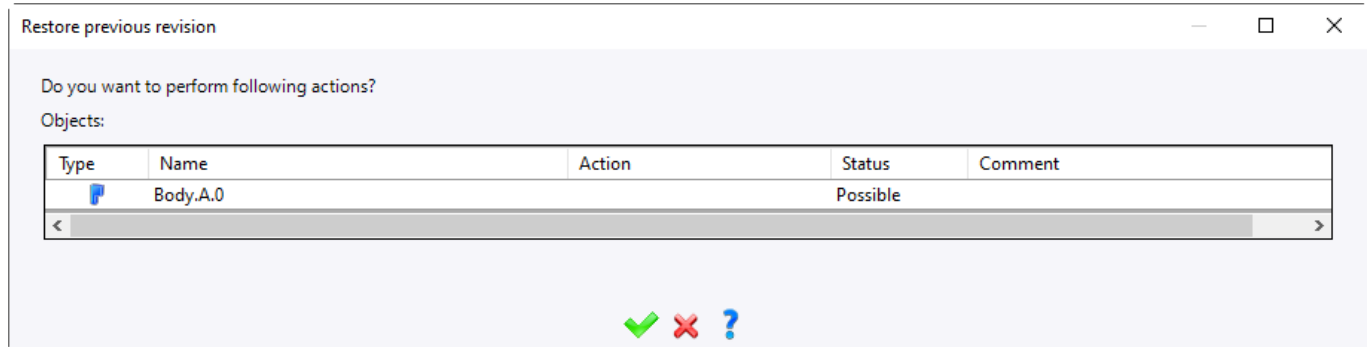 Restore previous revision
Do you want to perform following actions?
Objects:
Type Name Action Status Comment
Body.A.0 Possible